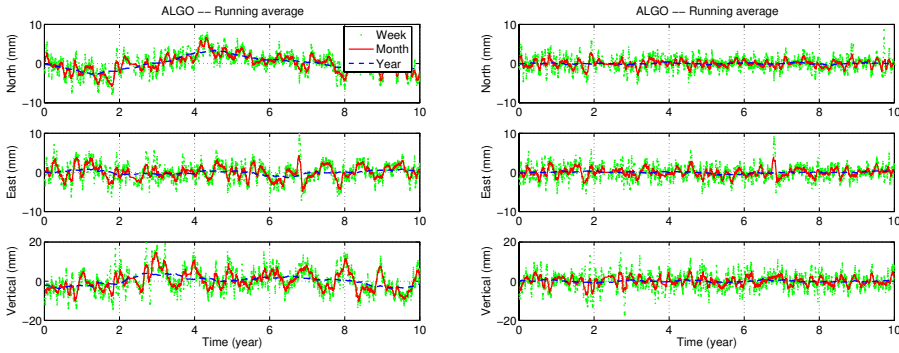 ALGO −− Running average
10
0
−10
North (mm)
Week
Month
Year
0 2 4 6 8 10
10
0
−10
East (mm)
0 2 4 6 8 10
20
0
−20
Vertical (mm)
0 2 4 6 8 10
Time (year)
ALGO −− Running average
10
0
−10
North (mm)
0 2 4 6 8 10
10
0
−10
East (mm)
0 2 4 6 8 10
20
0
−20
Vertical (mm)
0 2 4 6 8 10
Time (year)